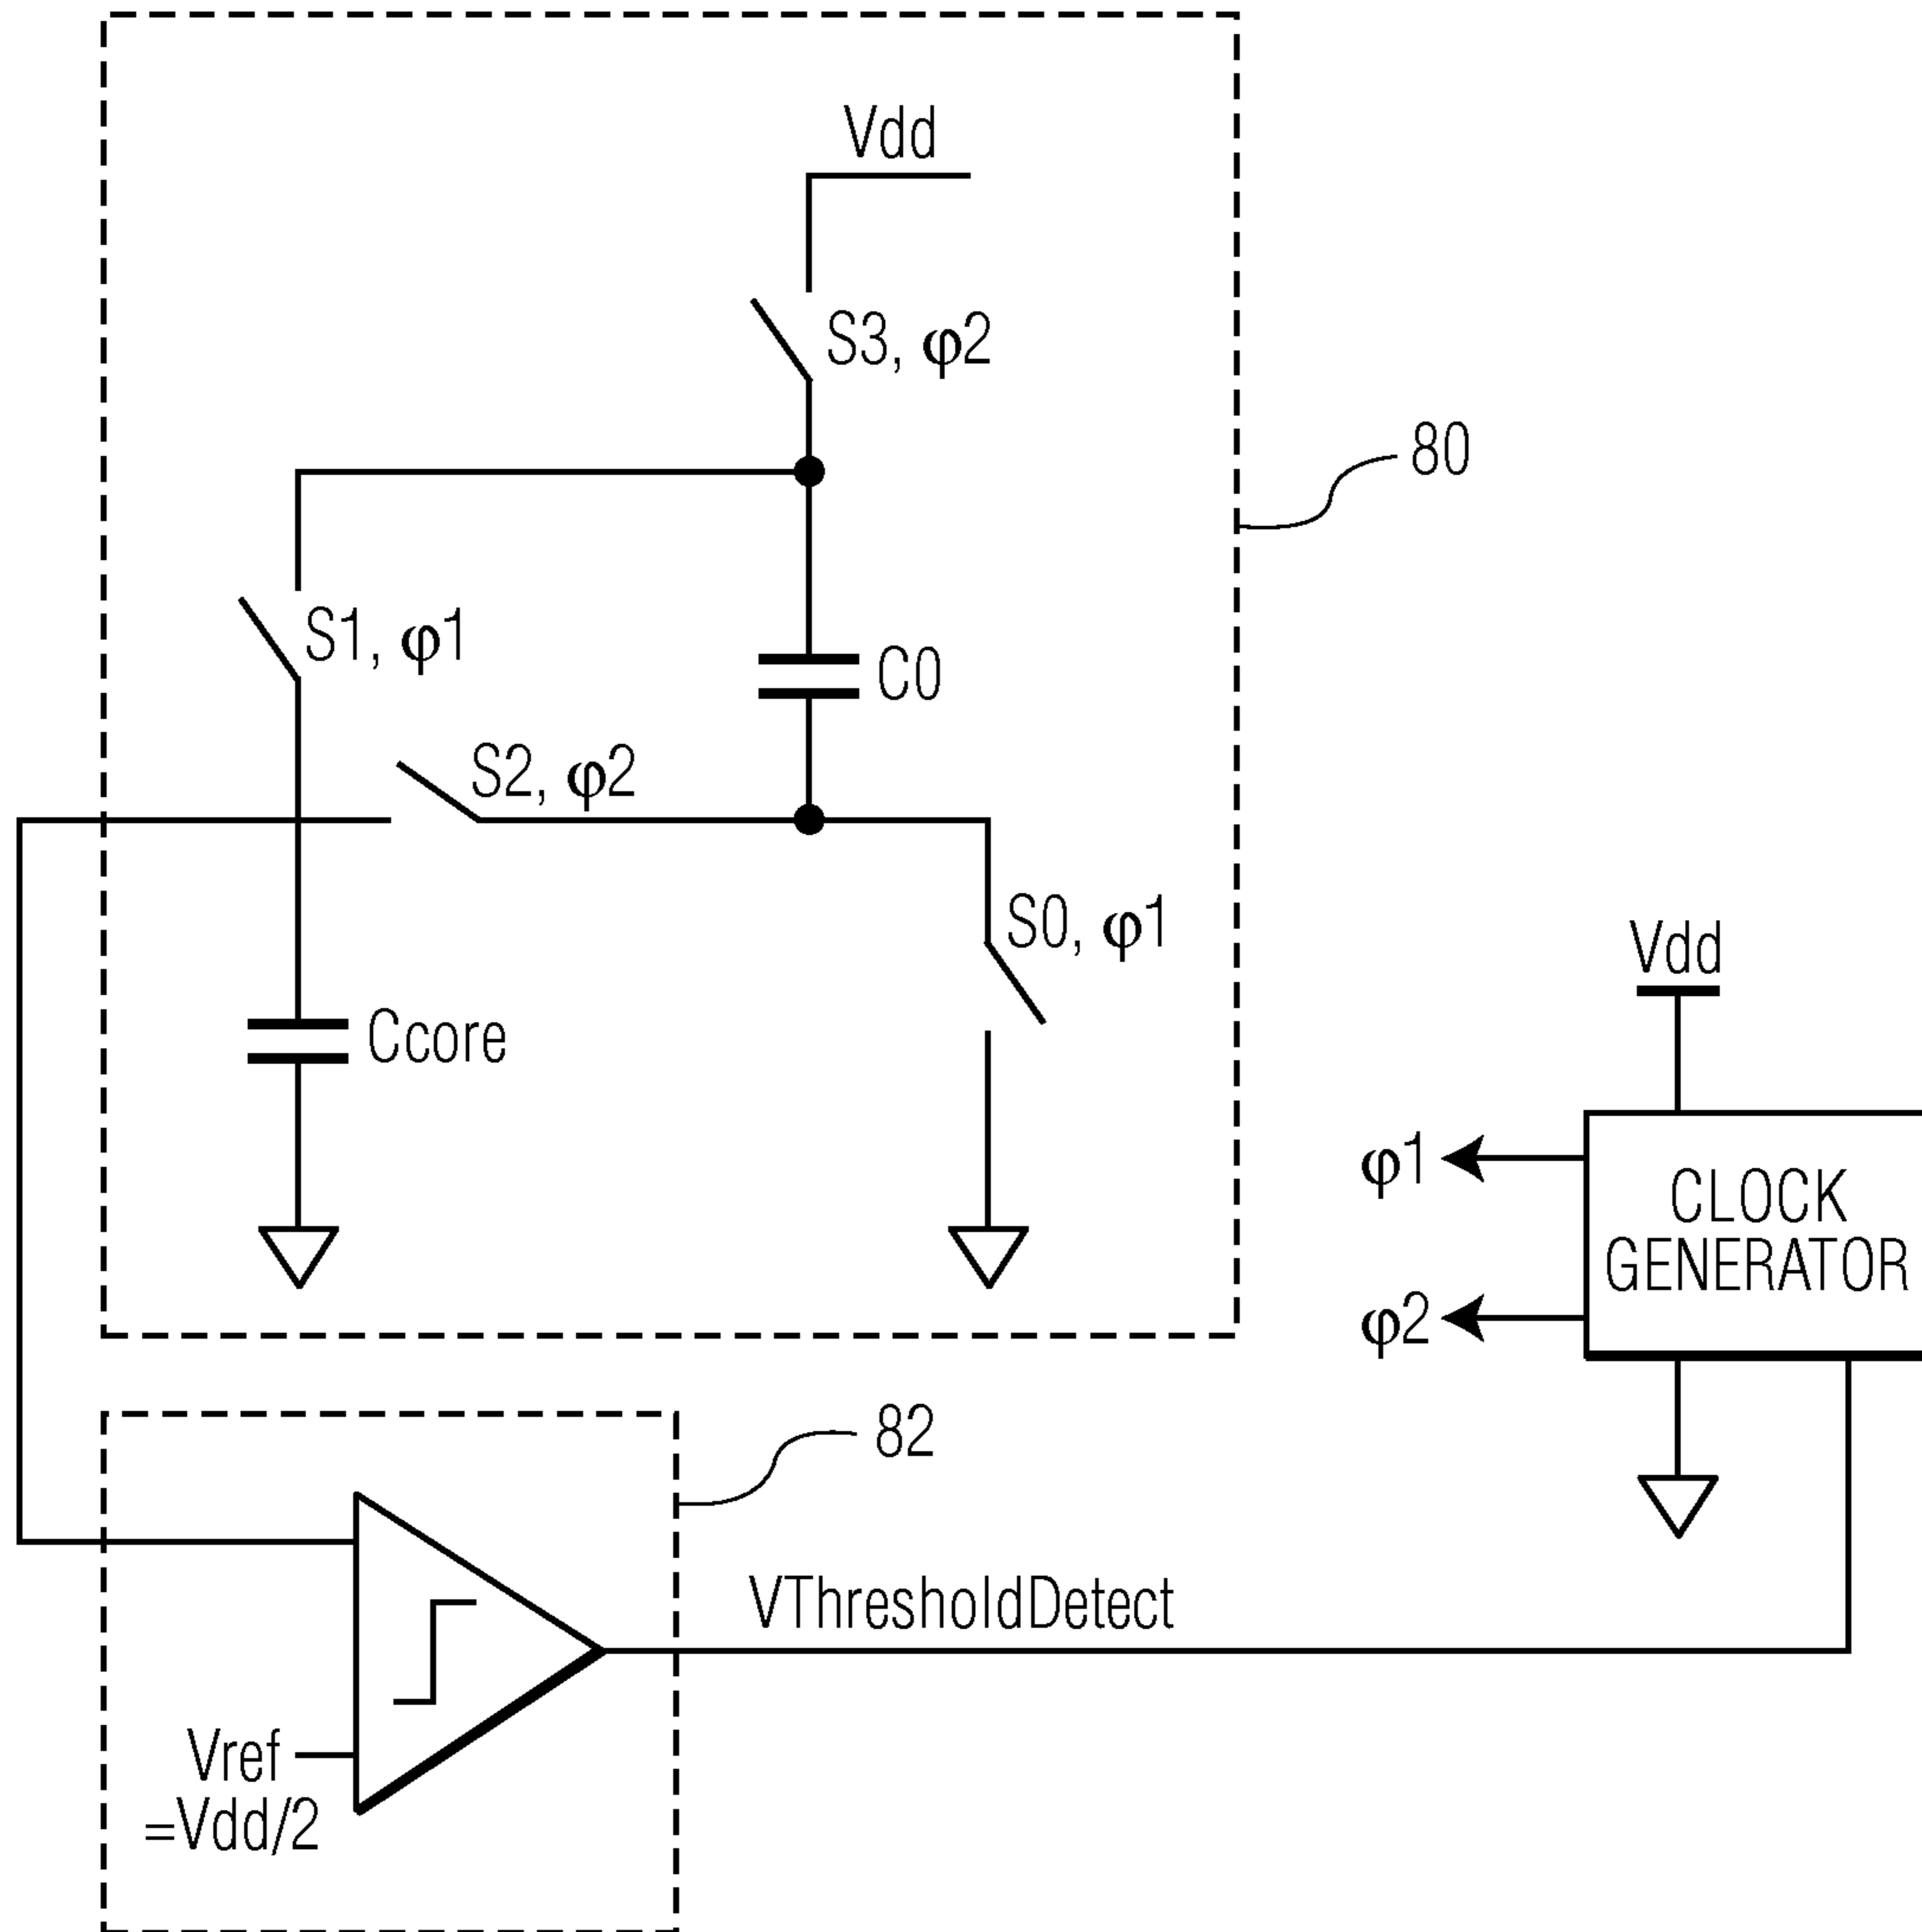 Vdd
S3, φ2
80
S1, φ1
C0
S2, φ2
S0, φ1
Vdd
Ccore
φ1
CLOCK
GENERATOR
φ2
82
VThresholdDetect
Vref
=Vdd/2